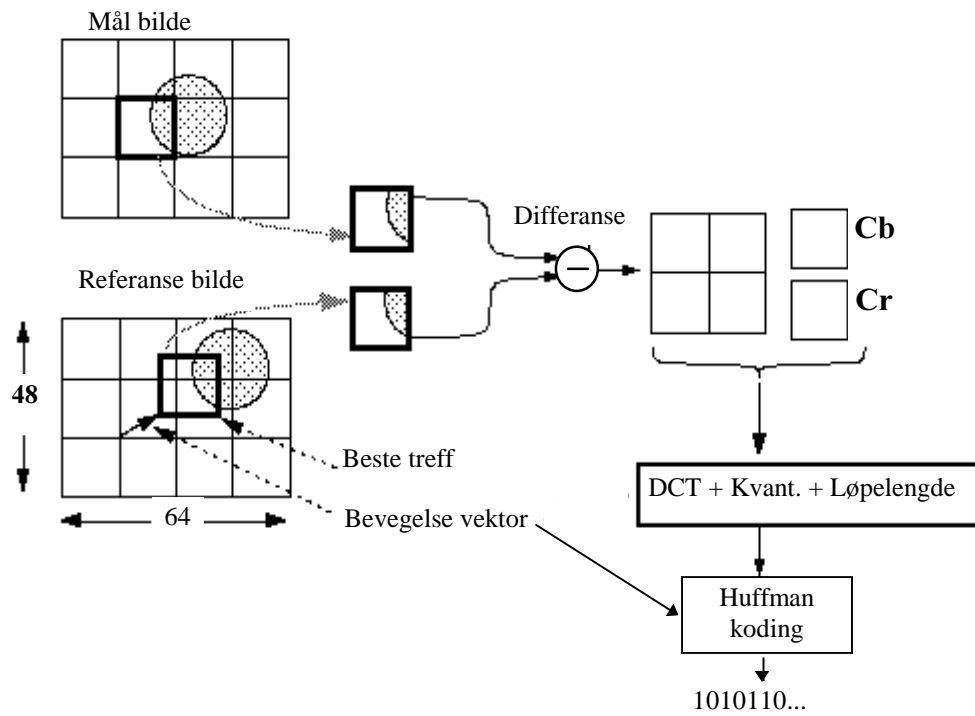 Mål bilde
Differanse
Cb
Referanse bilde
Cr
48
Beste treff
64
Bevegelse vektor
DCT + Kvant. + Løpelengde
Huffman
koding
1010110...